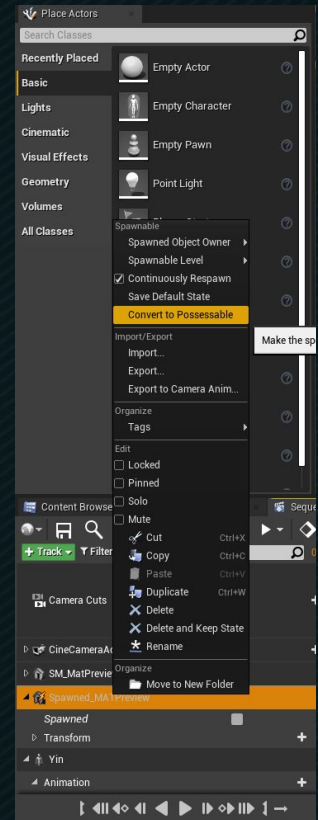 Place Actors
Search Classes
Recently Placed
Basic
Lights
Cinematic
Visual Effects
Geometry
Volumes
All Classes
Empty Actor
Empty Character
Empty Pawn
Point Light
Spawnable
Spawned Object Owner
Spawnable Level
Continuously Respawn
Save Default State
Convert to Possessable
Make the sp
Import/Export
Import...
Export...
Export to Camera Anim...
Organize
Tags
Edit
Locked
Pinned
Solo
Mute
Cut Ctrl+X
Copy Ctrl+C
Paste Ctrl+V
Duplicate Ctrl+W
Delete
Delete and Keep State
Rename
Organize
Move to New Folder
Content Browse
Seque
+ Track
Filter
Camera Cuts
CineCameraAc
SM_MatPrevie
Spawned_MATPreview
Spawned
Transform
Yin
Animation